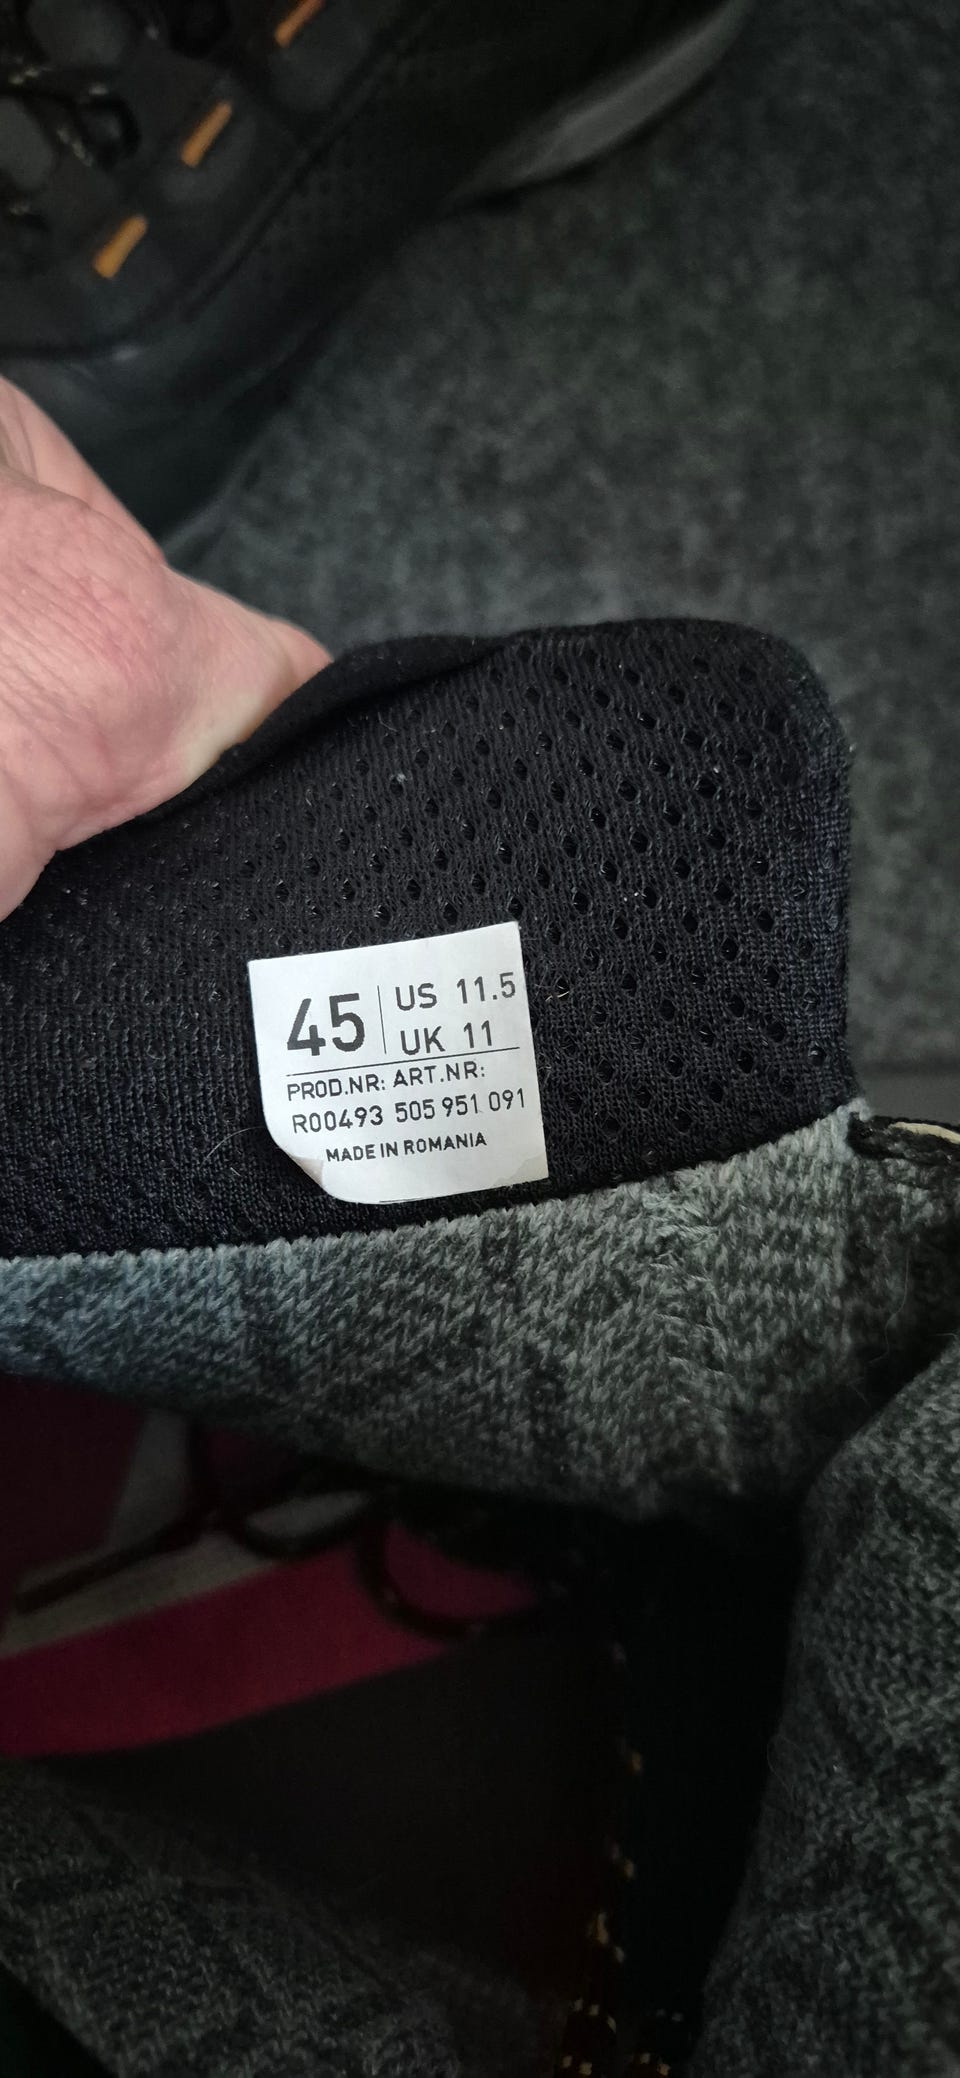 45 US 11.5
UK 11
PROD.NR: ART.NR:
R00493 505 951 091
MADE IN ROMANIA